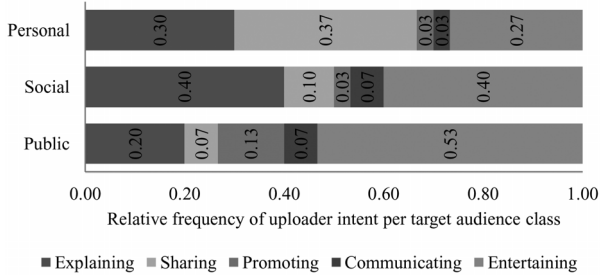 Personal 0.30 0.37 0.03 0.03 0.27
Social 0.40 0.10 0.03 0.07 0.40
Public 0.20 0.07 0.13 0.07 0.53
0.00 0.20 0.40 0.60 0.80 1.00
Relative frequency of uploader intent per target audience class
Explaining Sharing Promoting Communicating Entertaining